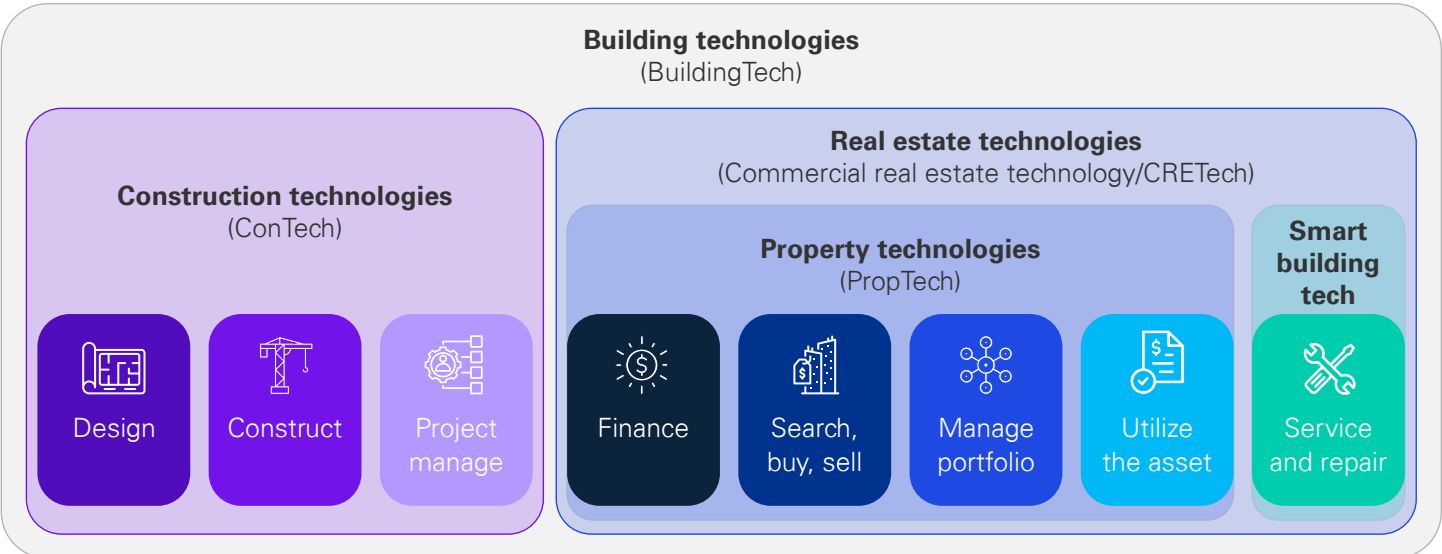 Building technologies
(BuildingTech)
Construction technologies
(ConTech)
Design
Construct
Project
manage
Real estate technologies
(Commercial real estate technology/CRETech)
Property technologies
(PropTech)
$
Finance
$
Search,
buy, sell
Manage
portfolio
$
Utilize
the asset
Smart
building
tech
Service
and repair